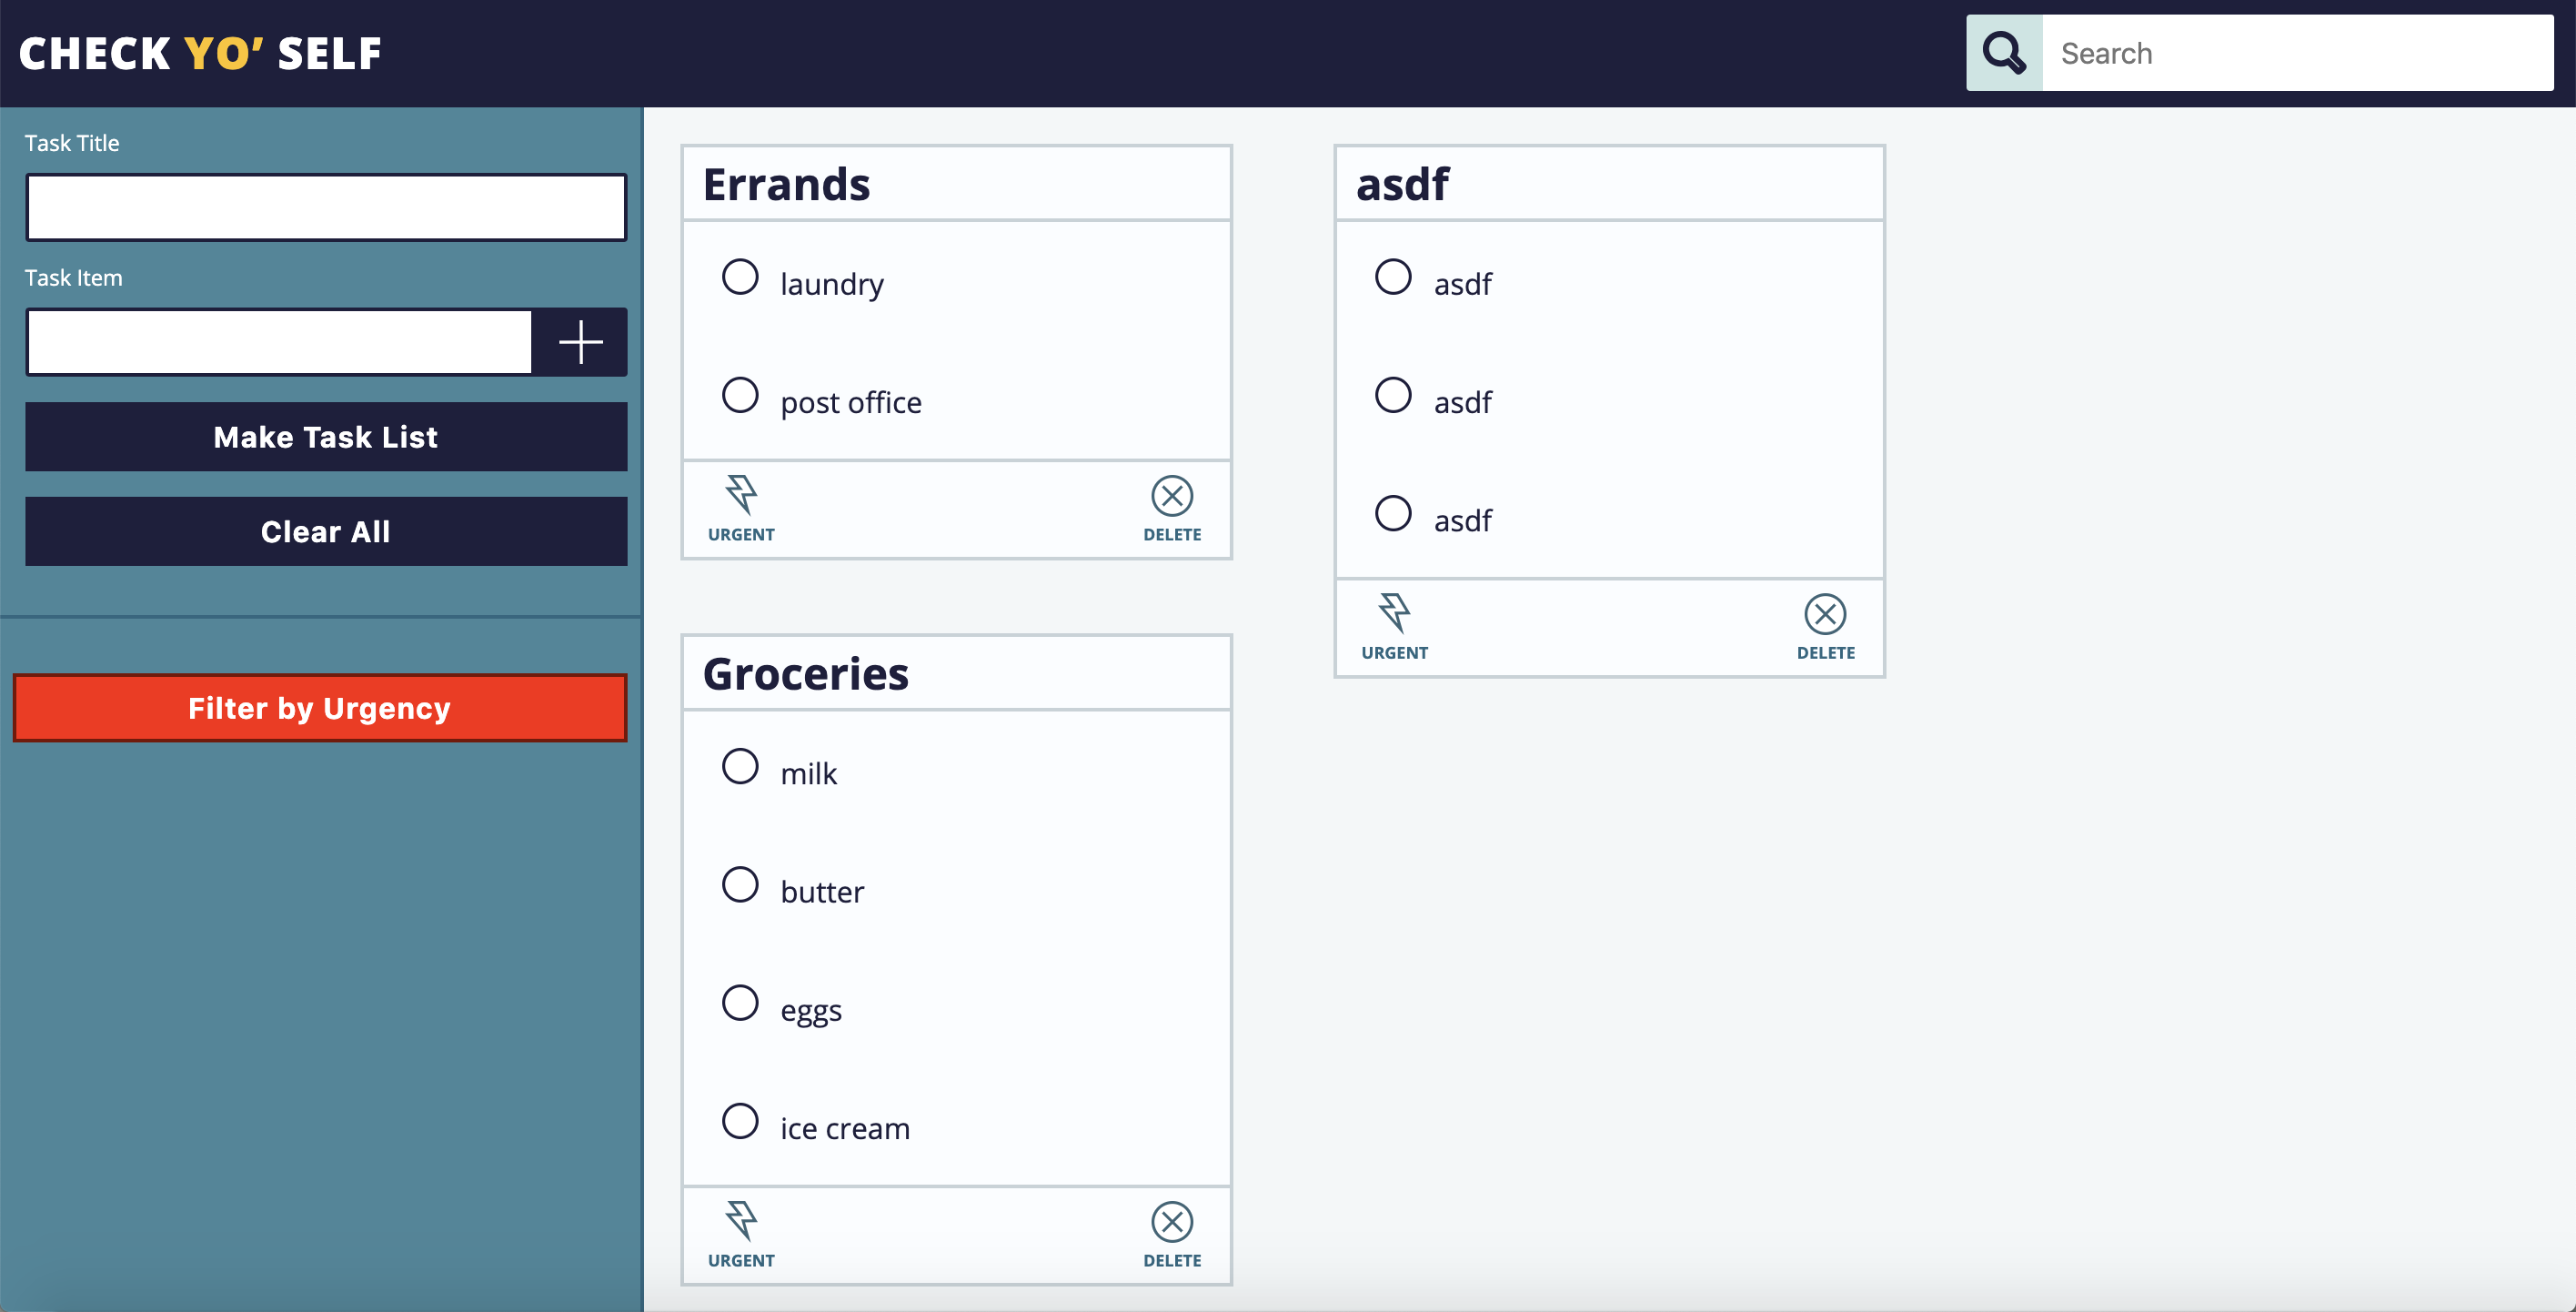 CHECK YO’ SELF
Search
Task Title
Task Item
Make Task List
Clear All
Filter by Urgency
Errands
laundry
post office
URGENT
DELETE
Groceries
milk
butter
eggs
ice cream
URGENT
DELETE
asdf
asdf
asdf
asdf
URGENT
DELETE